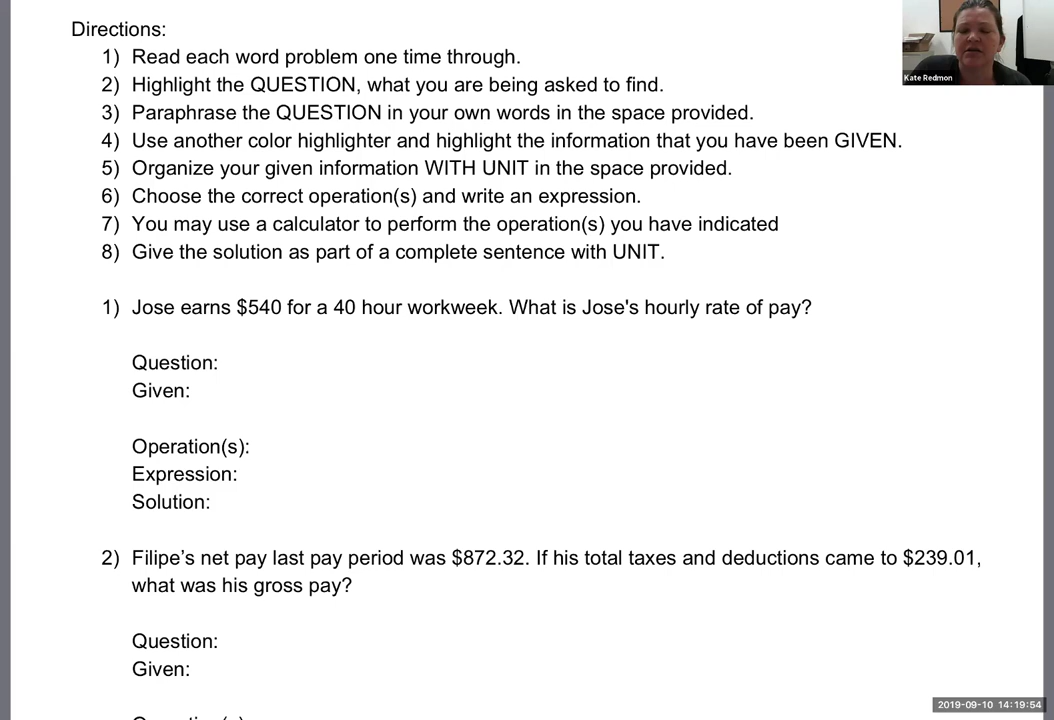 Directions:
1) Read each word problem one time through.
2) Highlight the QUESTION, what you are being asked to find.
3) Paraphrase the QUESTION in your own words in the space provided.
4) Use another color highlighter and highlight the information that you have been GIVEN.
5) Organize your given information WITH UNIT in the space provided.
6) Choose the correct operation(s) and write an expression.
7) You may use a calculator to perform the operation(s) you have indicated
8) Give the solution as part of a complete sentence with UNIT.
Kate Redmon
1) Jose earns $540 for a 40 hour workweek. What is Jose's hourly rate of pay?
Question:
Given:
Operation(s):
Expression:
Solution:
2) Filipe’s net pay last pay period was $872.32. If his total taxes and deductions came to $239.01,
what was his gross pay?
Question:
Given:
2019-09-10 14:19:54